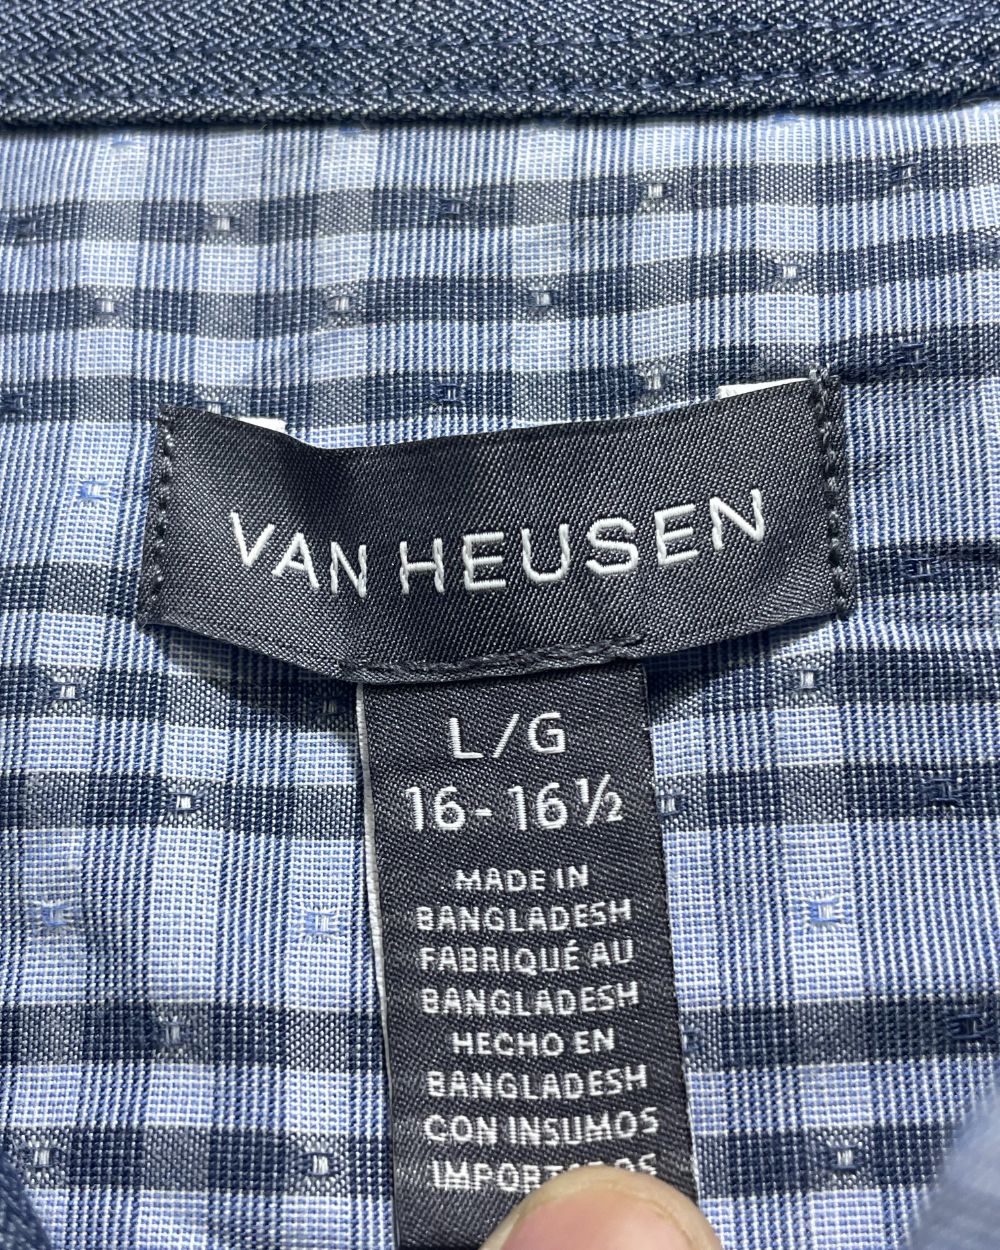 VAN HEUSEN
L/G
16-16½
MADE IN
BANGLADESH
FABRIQUÉ AU
BANGLADESH
HECHO EN
BANGLADESH
CON INSUMOS